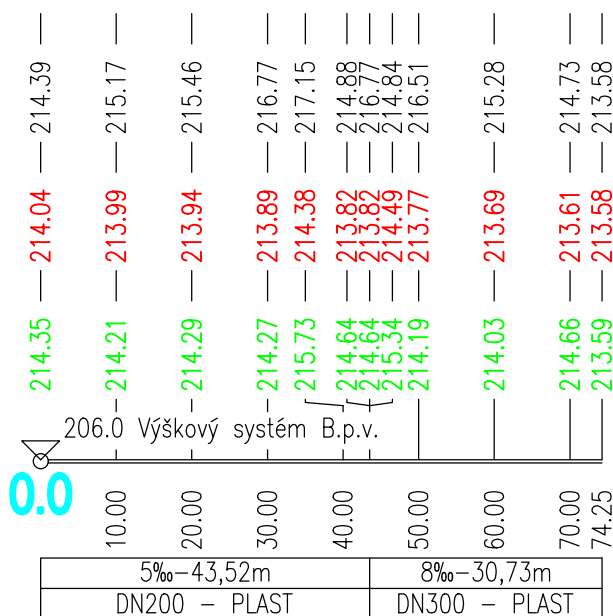 214.39 215.17 215.46 216.77 217.15 214.88 216.77 214.84 216.51 215.28 214.73 213.58
214.04 213.99 213.94 213.89 214.38 213.82 213.82 214.49 213.77 213.69 213.61 213.58
214.35 214.21 214.29 214.27 215.73 214.64 214.64 215.34 214.19 214.03 214.66 213.59
206.0 Výškový systém B.p.v.
0.0 10.00 20.00 30.00 40.00 50.00 60.00 70.00 74.25
5‰-43,52m 8‰-30,73m
DN200 - PLAST DN300 - PLAST